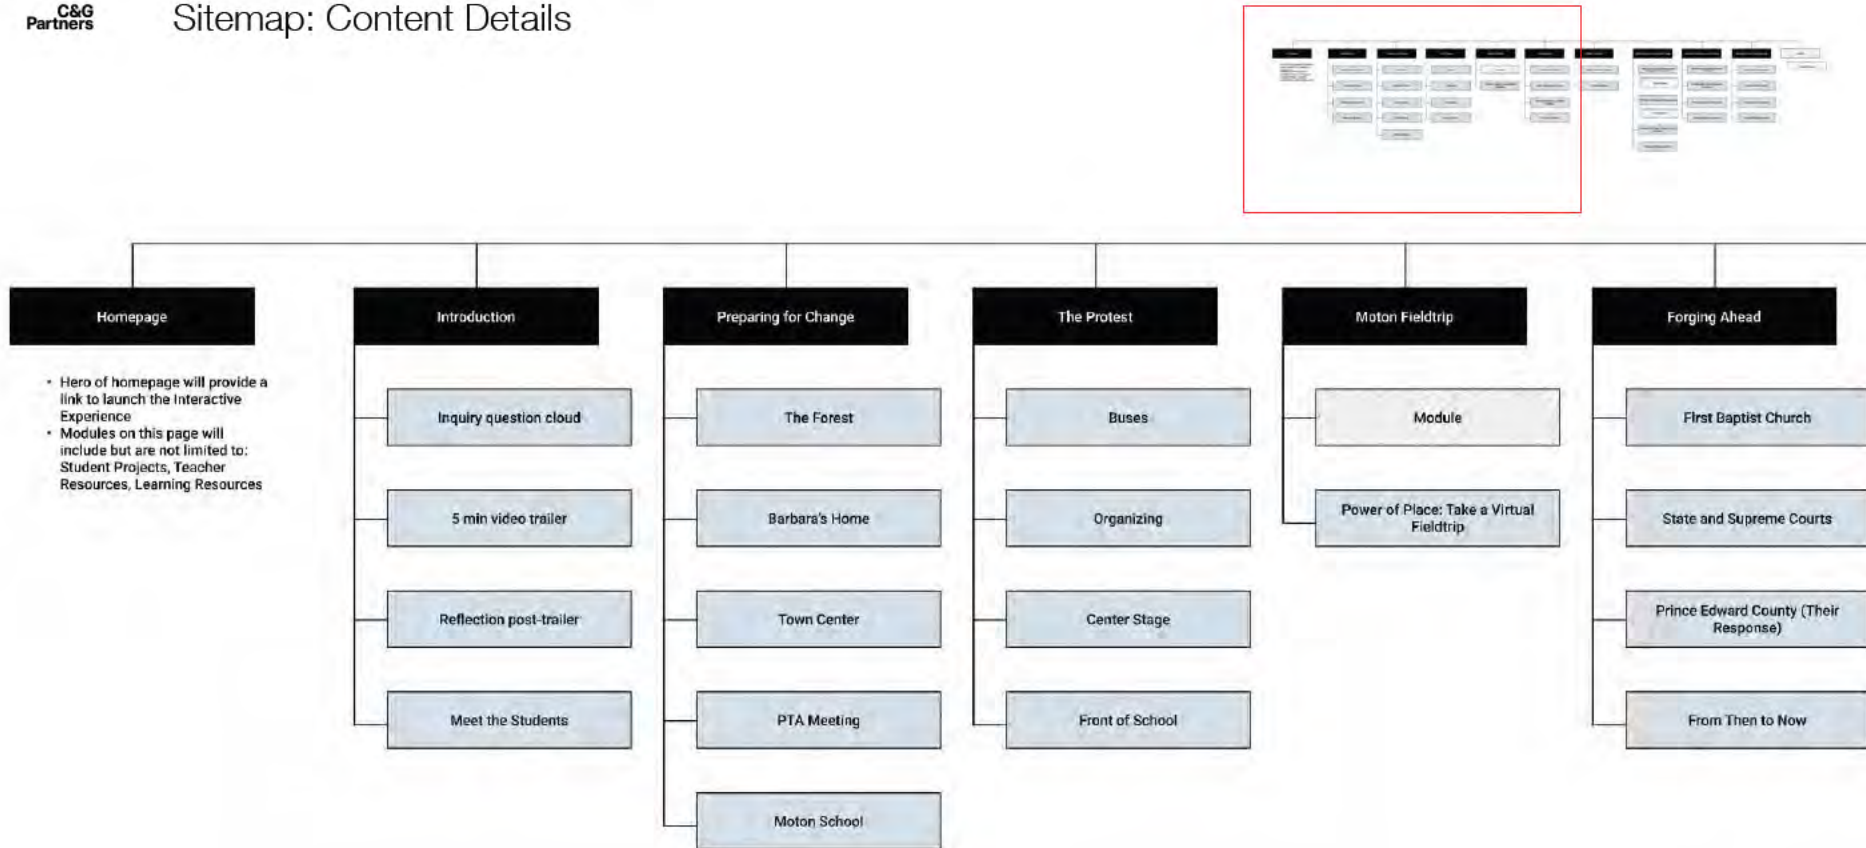 C&G
Partners
Sitemap: Content Details
Homepage
• Hero of homepage will provide a
link to launch the Interactive
Experience
• Modules on this page will
include but are not limited to:
Student Projects, Teacher
Resources, Learning Resources
Introduction
Inquiry question cloud
5 min video trailer
Reflection post-trailer
Meet the Students
Preparing for Change
The Forest
Barbara's Home
Town Center
PTA Meeting
Moton School
The Protest
Buses
Organizing
Center Stage
Front of School
Moton Fieldtrip
Module
Power of Place: Take a Virtual
Fieldtrip
Forging Ahead
First Baptist Church
State and Supreme Courts
Prince Edward County (Their
Response)
From Then to Now